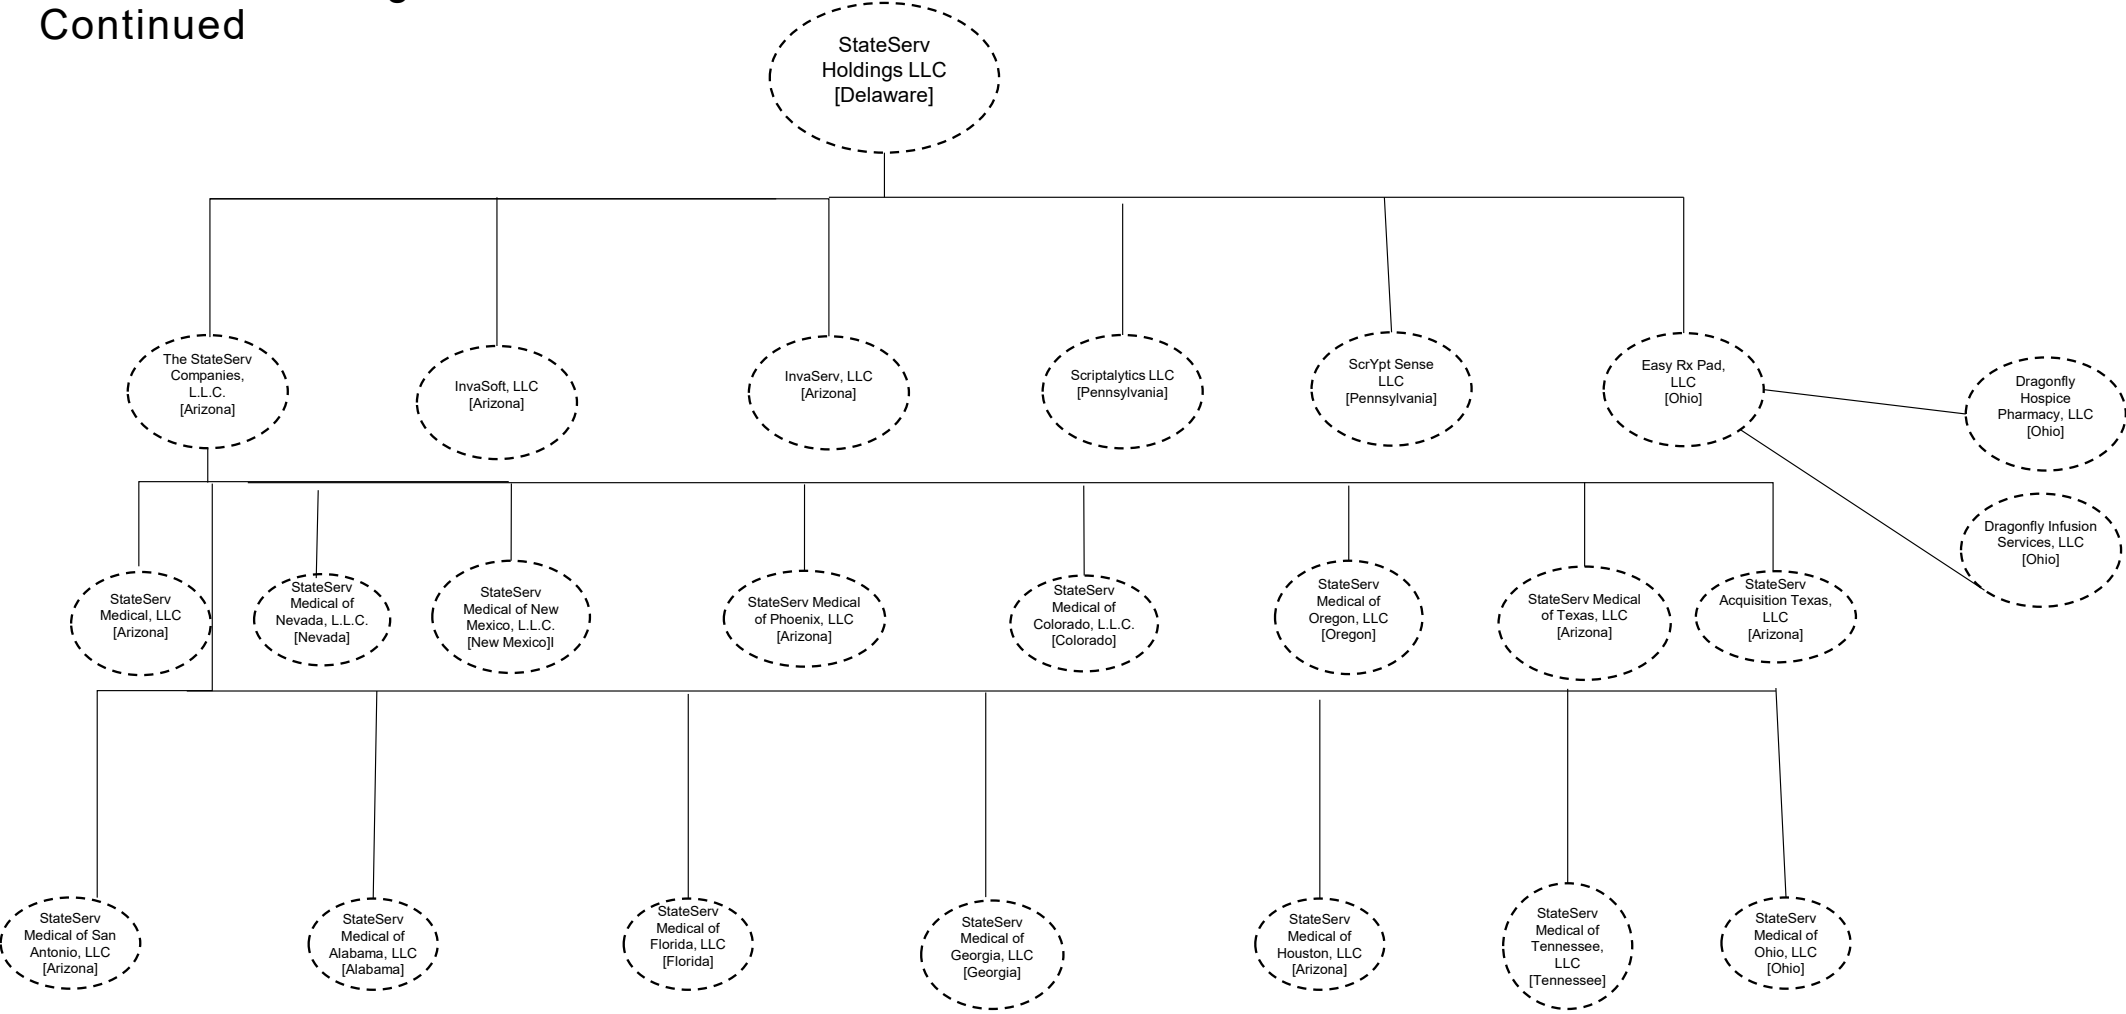 Continued
StateServ
Holdings LLC
[Delaware]
The StateServ
Companies,
L.L.C.
[Arizona]
InvaSoft, LLC
[Arizona]
InvaServ, LLC
[Arizona]
Scriptalytics LLC
[Pennsylvania]
ScrYpt Sense
LLC
[Pennsylvania]
Easy Rx Pad,
LLC
[Ohio]
Dragonfly
Hospice
Pharmacy, LLC
[Ohio]
Dragonfly Infusion
Services, LLC
[Ohio]
StateServ
Medical, LLC
[Arizona]
StateServ
Medical of
Nevada, L.L.C.
[Nevada]
StateServ
Medical of New
Mexico, L.L.C.
[New Mexico]l
StateServ Medical
of Phoenix, LLC
[Arizona]
StateServ
Medical of
Colorado, L.L.C.
[Colorado]
StateServ
Medical of
Oregon, LLC
[Oregon]
StateServ Medical
of Texas, LLC
[Arizona]
StateServ
Acquisition Texas,
LLC
[Arizona]
StateServ
Medical of San
Antonio, LLC
[Arizona]
StateServ
Medical of
Alabama, LLC
[Alabama]
StateServ
Medical of
Florida, LLC
[Florida]
StateServ
Medical of
Georgia, LLC
[Georgia]
StateServ
Medical of
Houston, LLC
[Arizona]
StateServ
Medical of
Tennessee,
LLC
[Tennessee]
StateServ
Medical of
Ohio, LLC
[Ohio]